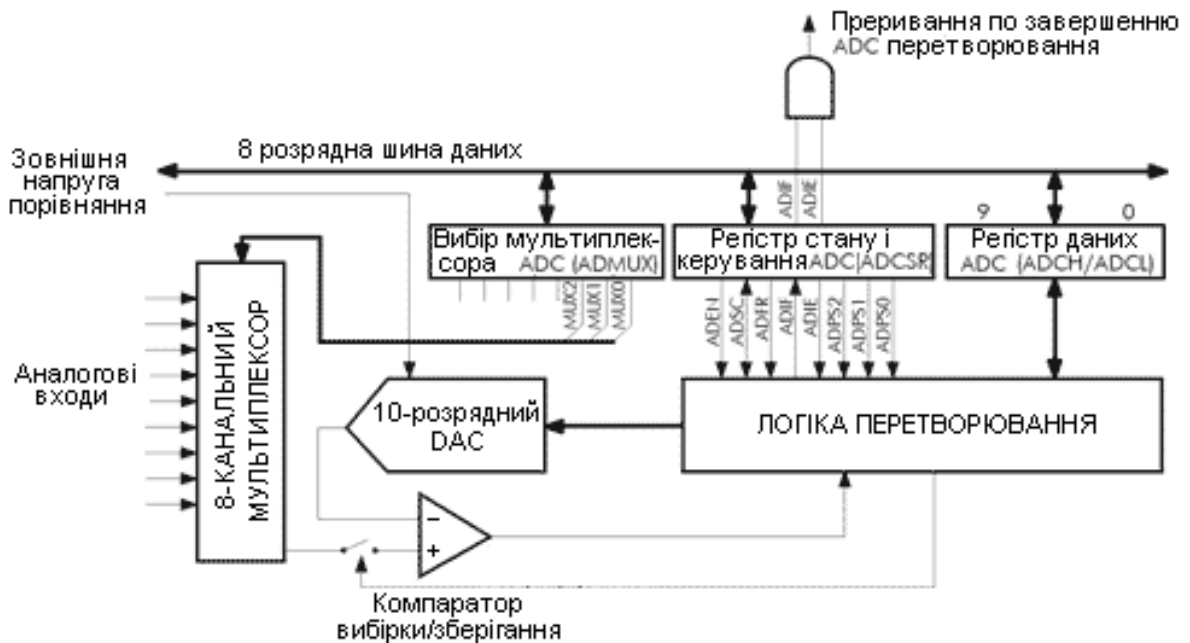 Преривання по завершенню
ADC перетворювання
8 розрядна шина даних
Зовнішня
напруга
порівняння
ADIF
ADIE
9
0
Вибір мультиплек-
сора ADC (ADMUX)
Регістр стану і
керування ADC(ADCSR)
Регістр даних
ADC (ADCH/ADCL)
MUX2
MUX1
MUX0
ADEN
ADSC
ADFR
ADIF
ADIE
ADPS2
ADPS1
ADPS0
8-КАНАЛЬНИЙ
МУЛЬТИПЛЕКСОР
Аналогові
входи
10-розрядний
DAC
ЛОГІКА ПЕРЕТВОРЮВАННЯ
−
+
Компаратор
вибірки/зберігання